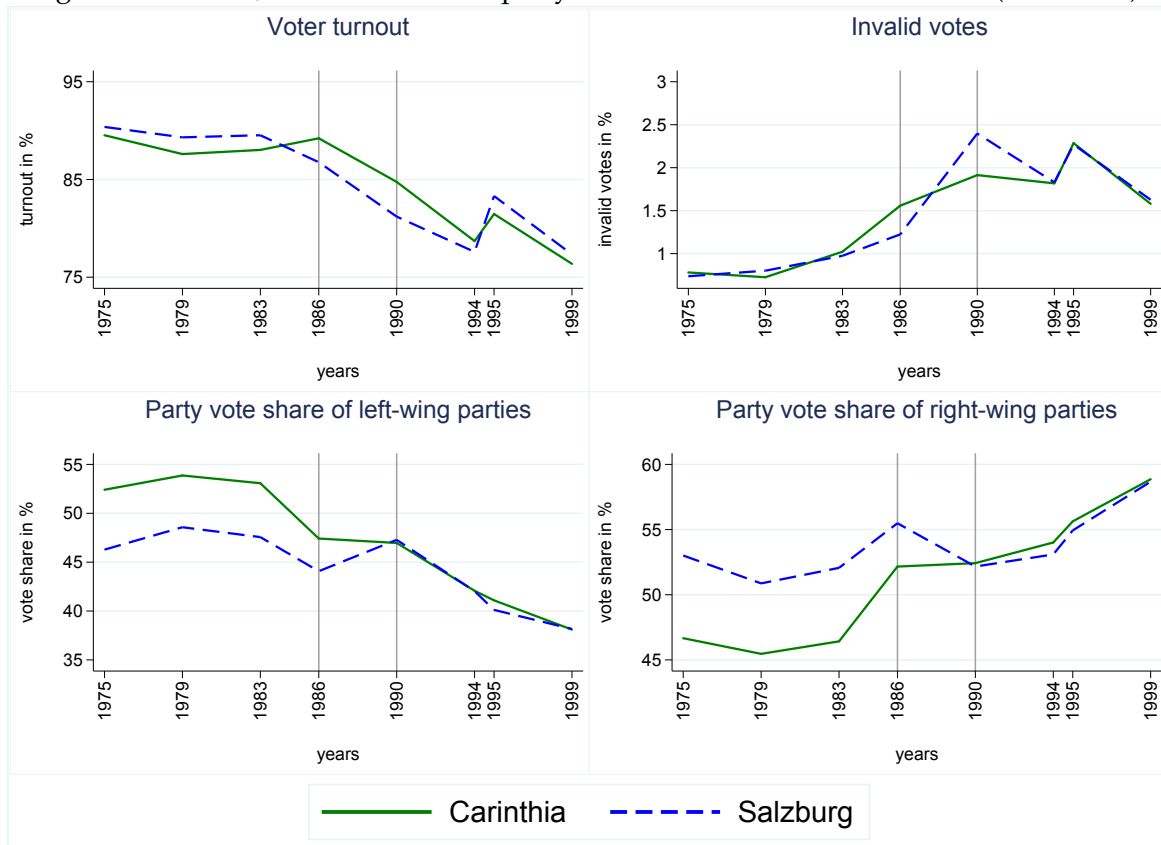 party
Voter turnout
turnout in %
95
85
75
1975 1979 1983 1986 1990 1994 1995 1999
years
Invalid votes
invalid votes in %
3
2.5
2
1.5
1
1975 1979 1983 1986 1990 1994 1995 1999
years
Party vote share of left-wing parties
vote share in %
55
50
45
40
35
1975 1979 1983 1986 1990 1994 1995 1999
years
Party vote share of right-wing parties
vote share in %
60
55
50
45
1975 1979 1983 1986 1990 1994 1995 1999
years
Carinthia Salzburg